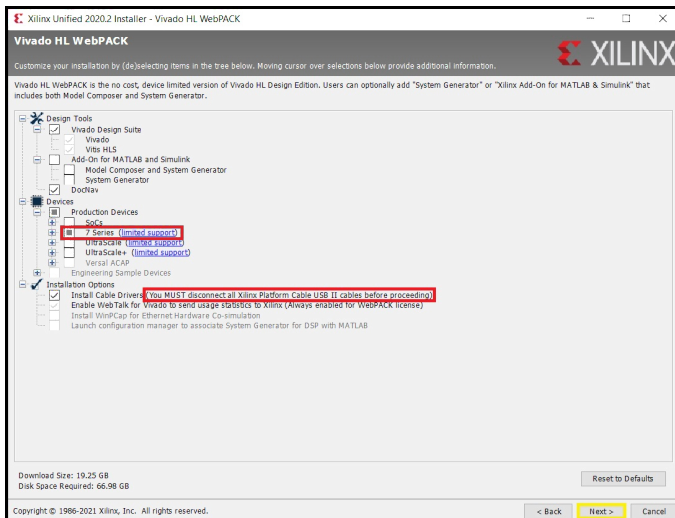 Xilinx Unified 2020.2 Installer - Vivado HL WebPACK
Vivado HL WebPACK
XILINX
Customize your installation by (de)selecting items in the tree below. Moving cursor over selections below provide additional information.
Vivado HL WebPACK is the no cost, device limited version of Vivado HL Design Edition. Users can optionally add "System Generator" or "Xilinx Add-On for MATLAB & Simulink" that
includes both Model Composer and System Generator.
Design Tools
Vivado Design Suite
Vivado
Vitis HLS
Add-On for MATLAB and Simulink
Model Composer and System Generator
System Generator
DocNav
Devices
Production Devices
SoCs
7 Series (limited support)
UltraScale (limited support)
UltraScale+ (limited support)
Versal ACAP
Engineering Sample Devices
Installation Options
Install Cable Drivers (You MUST disconnect all Xilinx Platform Cable USB II cables before proceeding)
Enable WebTalk for Vivado to send usage statistics to Xilinx (Always enabled for WebPACK license)
Install WinPCap for Ethernet Hardware Co-simulation
Launch configuration manager to associate System Generator for DSP with MATLAB
Download Size: 19.25 GB
Disk Space Required: 66.98 GB
Reset to Defaults
Copyright © 1986-2021 Xilinx, Inc. All rights reserved.
< Back
Next >
Cancel